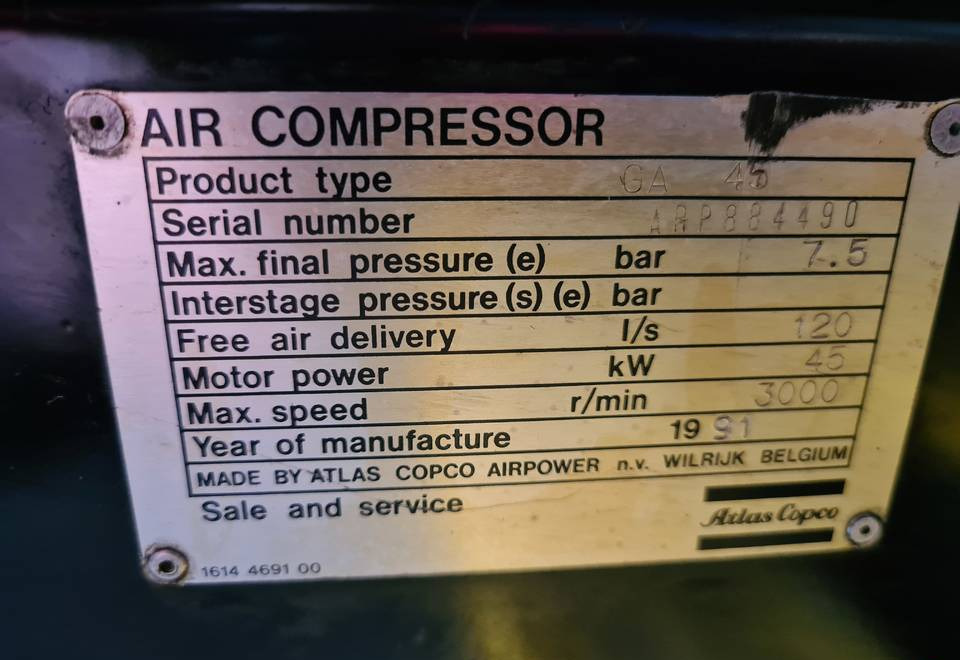 AIR COMPRESSOR
Product type GA 45
Serial number ARP884490
Max. final pressure (e) bar 7.5
Interstage pressure (s) (e) bar
Free air delivery l/s 120
Motor power kW 45
Max. speed r/min 3000
Year of manufacture 19 91
MADE BY ATLAS COPCO AIRPOWER n.v. WILRIJK BELGIUM
Sale and service
Atlas Copco
1614 4691 00